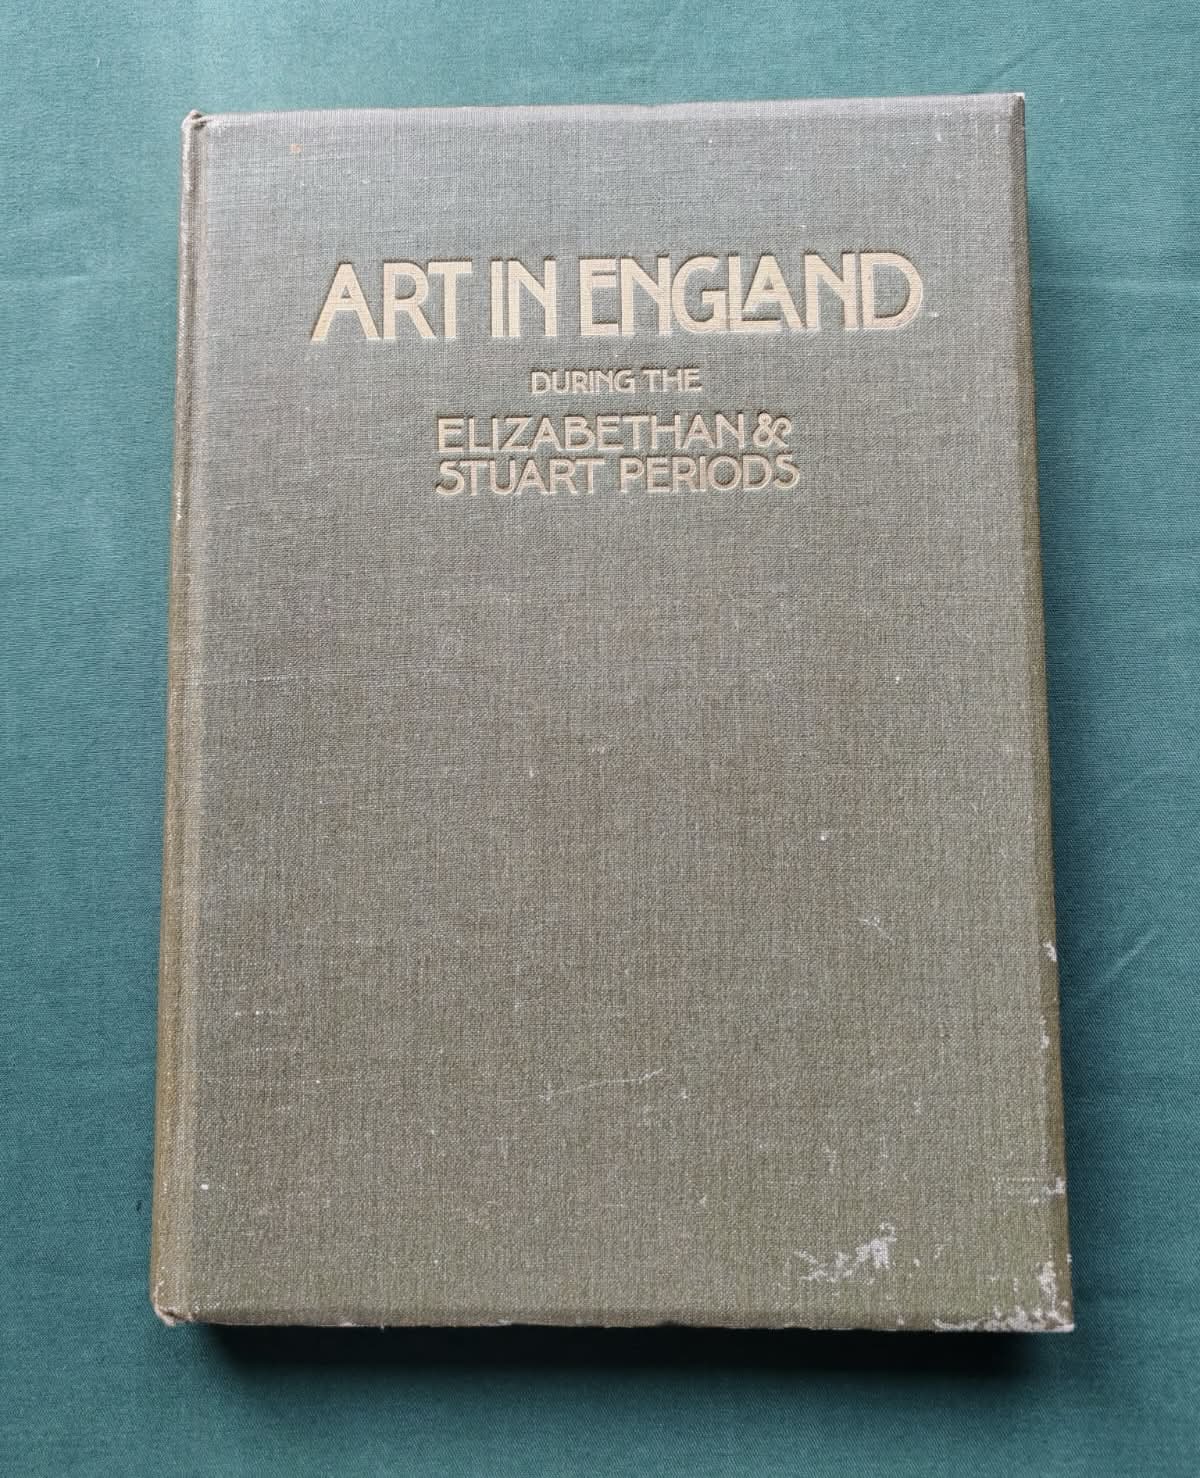 ART IN ENGLAND
DURING THE
ELIZABETHAN &
STUART PERIODS